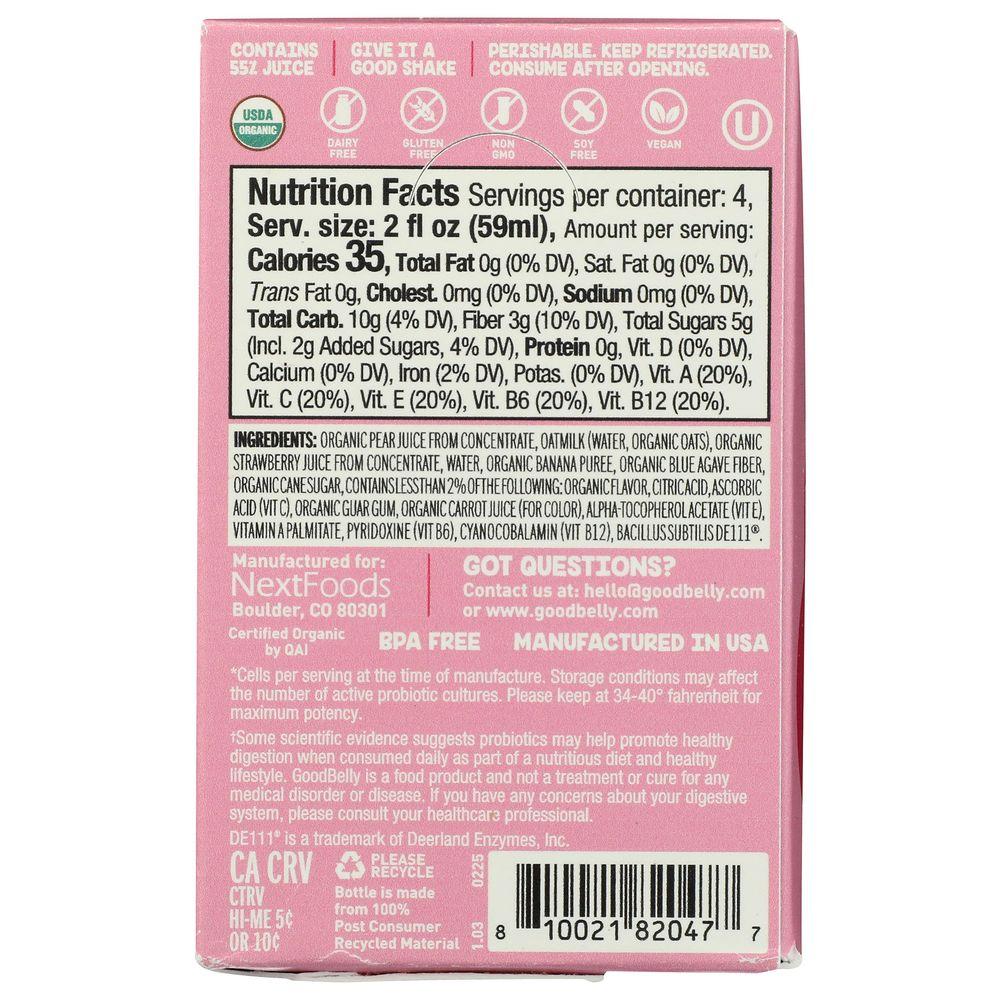 CONTAINS 55% JUICE
GIVE IT A GOOD SHAKE
PERISHABLE. KEEP REFRIGERATED. CONSUME AFTER OPENING.
USDA ORGANIC
DAIRY FREE
GLUTEN FREE
NON GMO
SOY FREE
VEGAN
U
Nutrition Facts Servings per container: 4,
Serv. size: 2 fl oz (59ml), Amount per serving:
Calories 35, Total Fat 0g (0% DV), Sat. Fat 0g (0% DV),
Trans Fat 0g, Cholest. 0mg (0% DV), Sodium 0mg (0% DV),
Total Carb. 10g (4% DV), Fiber 3g (10% DV), Total Sugars 5g
(Incl. 2g Added Sugars, 4% DV), Protein 0g, Vit. D (0% DV),
Calcium (0% DV), Iron (2% DV), Potas. (0% DV), Vit. A (20%),
Vit. C (20%), Vit. E (20%), Vit. B6 (20%), Vit. B12 (20%).
INGREDIENTS: ORGANIC PEAR JUICE FROM CONCENTRATE, OATMILK (WATER, ORGANIC OATS), ORGANIC
STRAWBERRY JUICE FROM CONCENTRATE, WATER, ORGANIC BANANA PUREE, ORGANIC BLUE AGAVE FIBER,
ORGANIC CANE SUGAR, CONTAINS LESS THAN 2% OF THE FOLLOWING: ORGANIC FLAVOR, CITRIC ACID, ASCORBIC
ACID (VIT C), ORGANIC GUAR GUM, ORGANIC CARROT JUICE (FOR COLOR), ALPHA-TOCOPHEROL ACETATE (VIT E),
VITAMIN A PALMITATE, PYRIDOXINE (VIT B6), CYANOCOBALAMIN (VIT B12), BACILLUS SUBTILIS DE111®.
Manufactured for:
NextFoods
Boulder, CO 80301
GOT QUESTIONS?
Contact us at: hello@goodbelly.com
or www.goodbelly.com
Certified Organic
by QAI
BPA FREE
MANUFACTURED IN USA
*Cells per serving at the time of manufacture. Storage conditions may affect
the number of active probiotic cultures. Please keep at 34-40° fahrenheit for
maximum potency.
†Some scientific evidence suggests probiotics may help promote healthy
digestion when consumed daily as part of a nutritious diet and healthy
lifestyle. GoodBelly is a food product and not a treatment or cure for any
medical disorder or disease. If you have any concerns about your digestive
system, please consult your healthcare professional.
DE111® is a trademark of Deerland Enzymes, Inc.
CA CRV
CTRV
HI-ME 5¢
OR 10¢
PLEASE
RECYCLE
Bottle is made
from 100%
Post Consumer
Recycled Material
1.03 0225
8 10021 82047 7